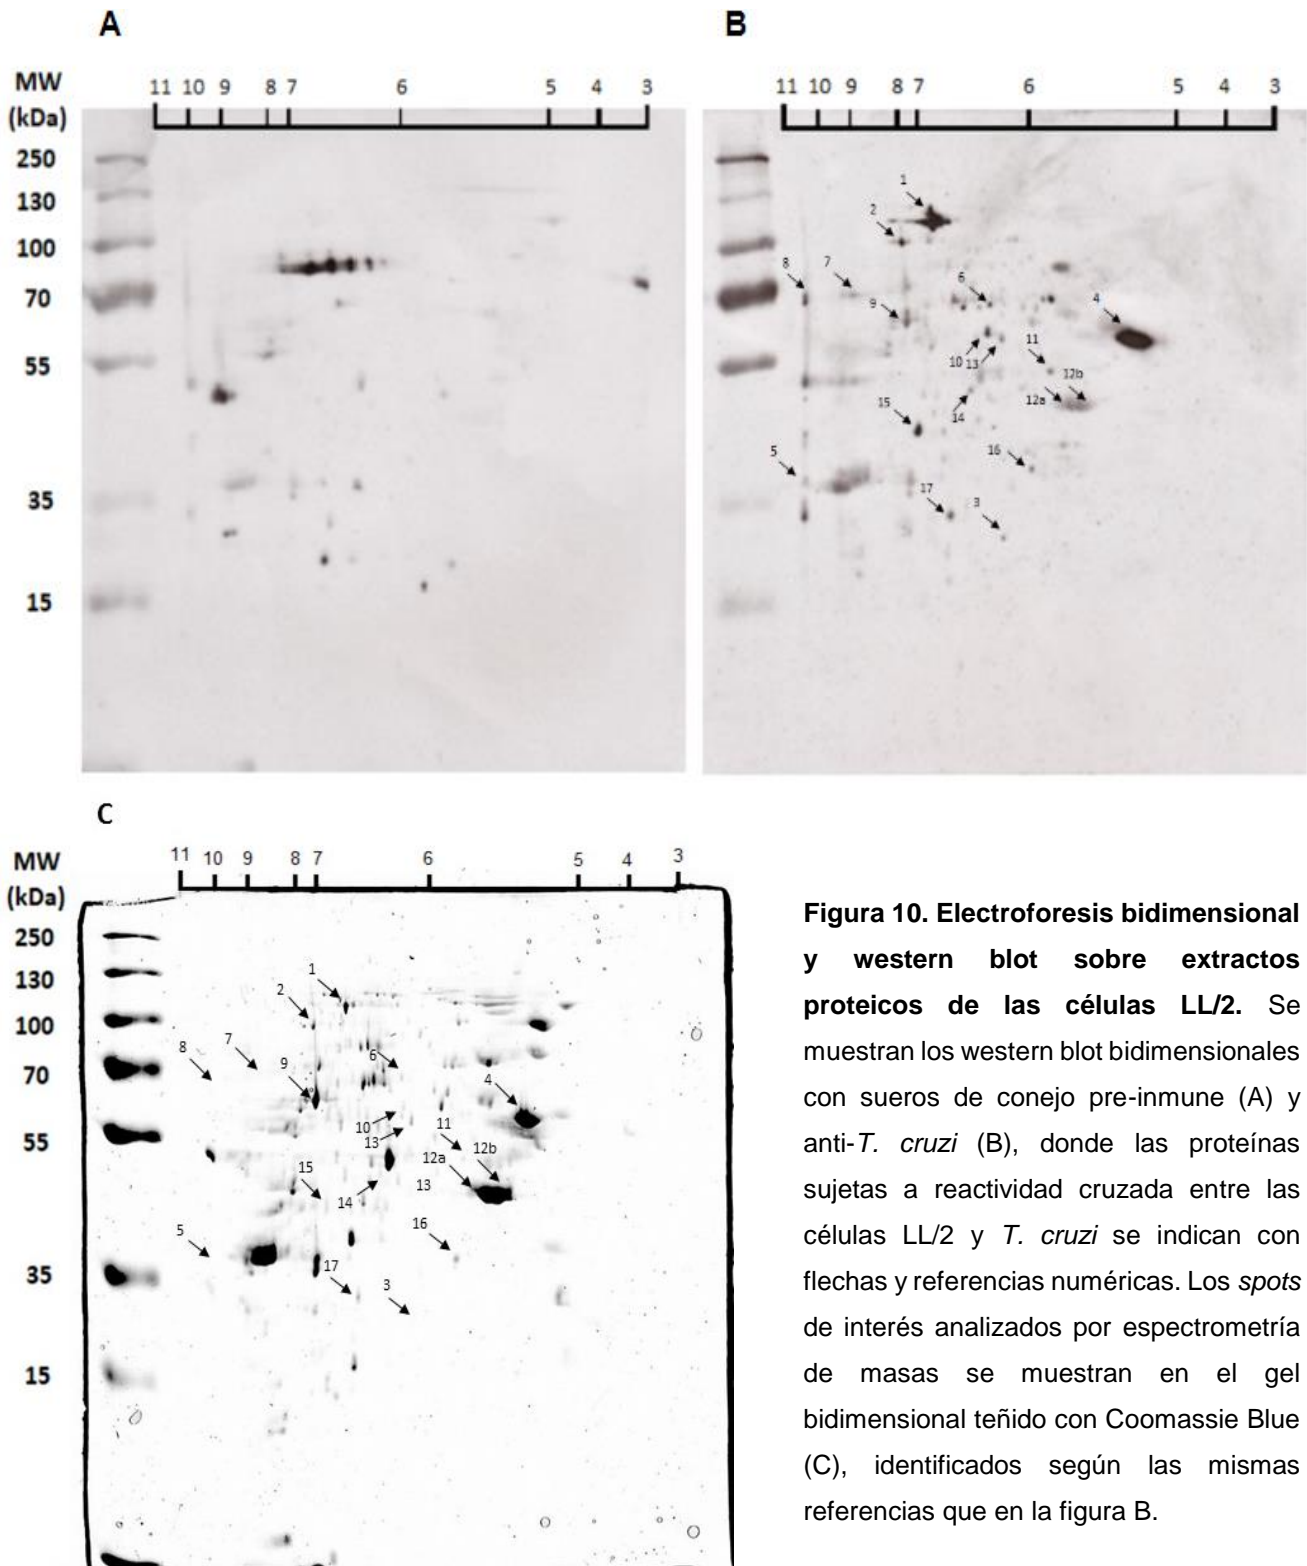 A
B
11 10 9 8 7 6 5 4 3
11 10 9 8 7 6 5 4 3
MW
(kDa)
250
130
100
70
55
35
15
1
2
8
7
6
4
9
10
13
11
12b
12a
14
15
16
5
17
3
C
11 10 9 8 7 6 5 4 3
MW
(kDa)
250
130
100
70
55
35
15
1
2
7
8
6
9
4
10
13
11
12b
12a
15
14
13
16
5
17
3
Figura 10. Electroforesis bidimensional
y western blot sobre extractos
proteicos de las células LL/2. Se
muestran los western blot bidimensionales
con sueros de conejo pre-inmune (A) y
anti-T. cruzi (B), donde las proteínas
sujetas a reactividad cruzada entre las
células LL/2 y T. cruzi se indican con
flechas y referencias numéricas. Los spots
de interés analizados por espectrometría
de masas se muestran en el gel
bidimensional teñido con Coomassie Blue
(C), identificados según las mismas
referencias que en la figura B.